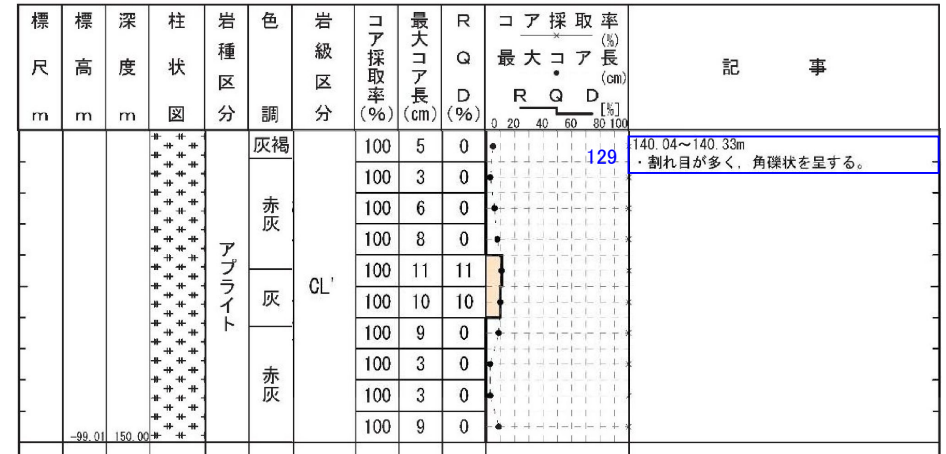 標尺 m
標高 m
深度 m
柱状図
岩種区分
色調
岩級区分
コア採取率(%)
最大コア長(cm)
RQD(%)
コア採取率(%)
最大コア長(cm)
RQD[%]
0 20 40 60 80 100
記事
灰褐 100 5 0
129
140.04～140.33m
・割れ目が多く、角礫状を呈する。
100 3 0
赤灰
100 6 0
100 8 0
アプライト
CL'
100 11 11
灰
100 10 10
100 9 0
赤灰
100 3 0
100 3 0
100 9 0
-99.01 150.00